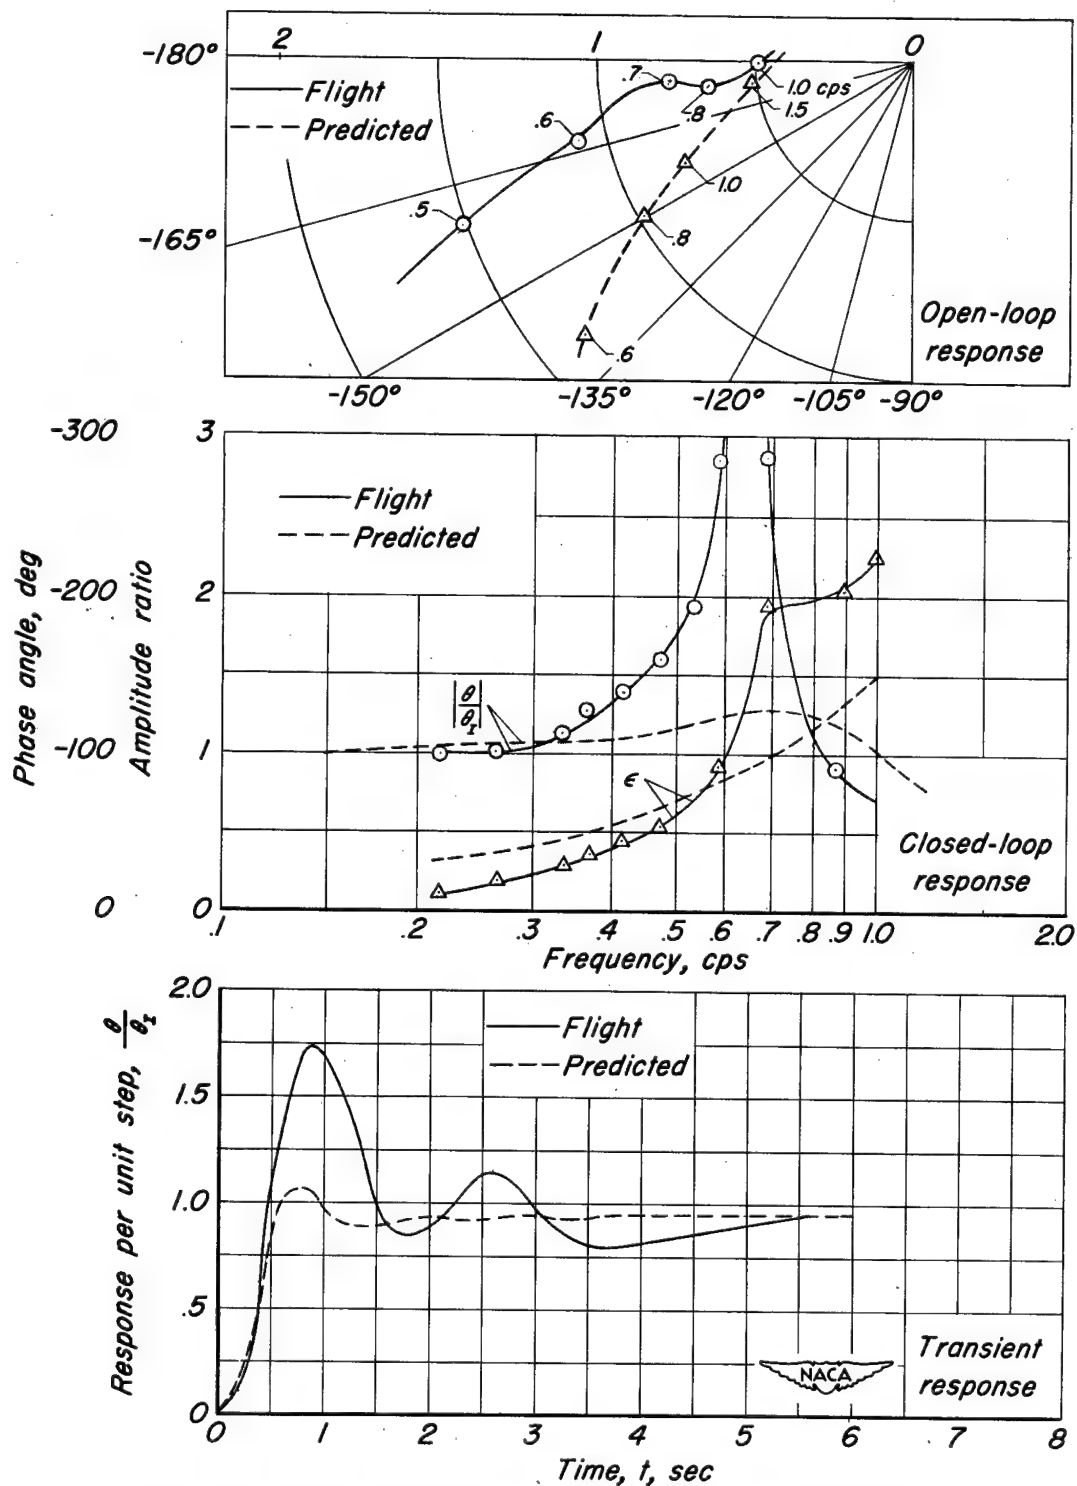 2 1 0
-180°
Flight
Predicted
.7
.6
.8
1.0 cps
1.5
.5
1.0
.8
.6
-165°
Open-loop
response
-150° -135° -120° -105° -90°
-300 3
Flight
Predicted
Phase angle, deg
Amplitude ratio
-200 2
|θ/θI|
-100 1
ϵ
Closed-loop
response
0 0
.1 .2 .3 .4 .5 .6 .7 .8 .9 1.0 2.0
Frequency, cps
2.0
Flight
Predicted
Response per unit step, θ/θI
1.5
1.0
.5
0
NACA
Transient
response
0 1 2 3 4 5 6 7 8
Time, t, sec